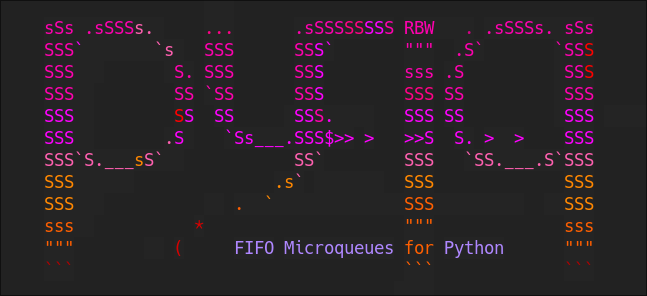 sSs .sSSSs.     ...      .sSSSSSSSS RBW   . .sSSSs. sSs
SSS`       `s   SSS      SSS`       """  .S`       `SSS
SSS         S. SSS       SSS        sss .S          SSS
SSS         SS `SS       SSS        SSS SS          SSS
SSS         SS  SS       SSS.       SSS SS          SSS
SSS        .S    `Ss___.SSS$>> >   >>S  S. >  >     SSS
SSS`S.___sS`             SS`        SSS   `SS.___.S`SSS
SSS                    .s`          SSS             SSS
SSS                .  `             SSS             SSS
sss            *                    """             sss
"""          (     FIFO Microqueues for Python      """
```                                 ```             ```